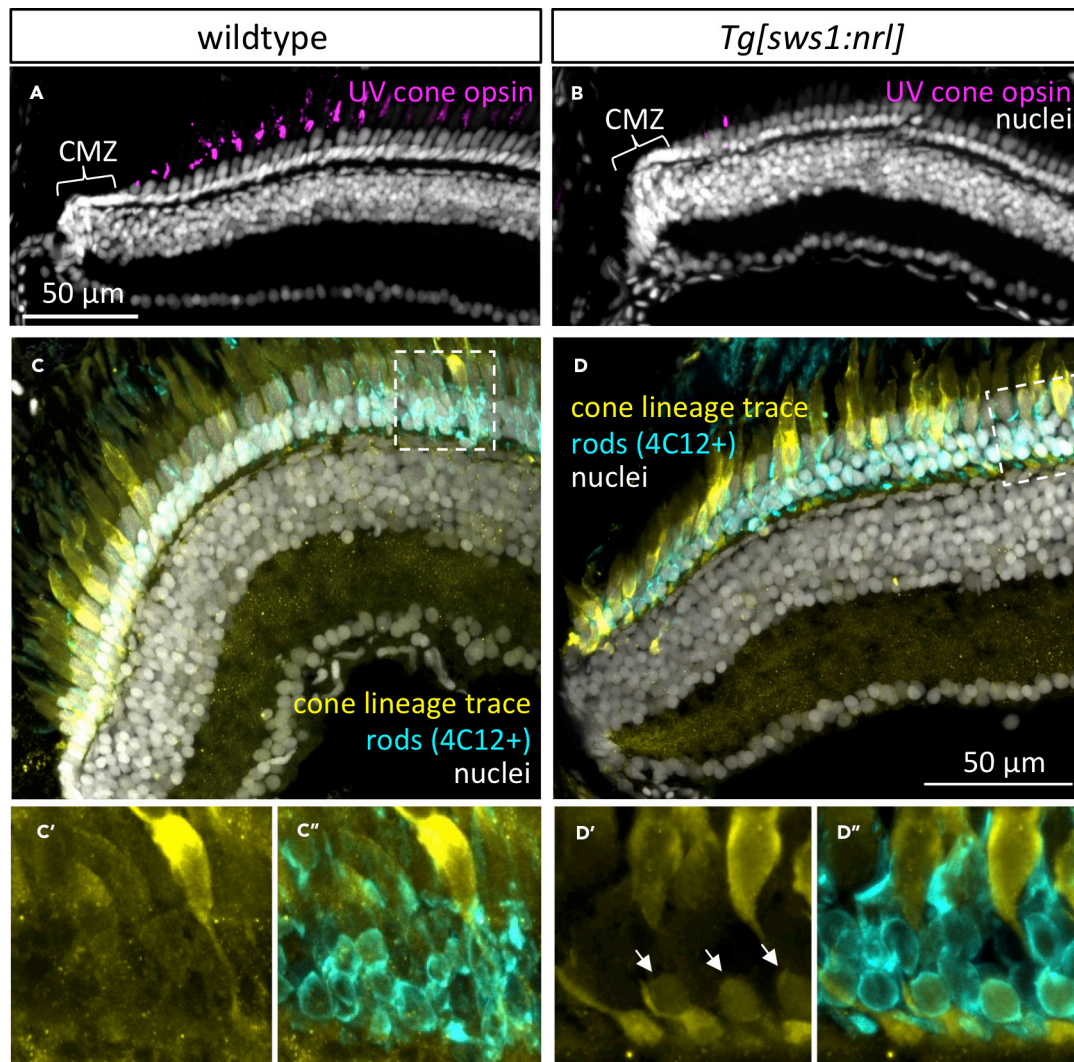 wildtype
Tg[sws1:nrl]
A
UV cone opsin
CMZ
50 µm
B
UV cone opsin
nuclei
CMZ
C
cone lineage trace
rods (4C12+)
nuclei
D
cone lineage trace
rods (4C12+)
nuclei
50 µm
C'
C"
D'
D"